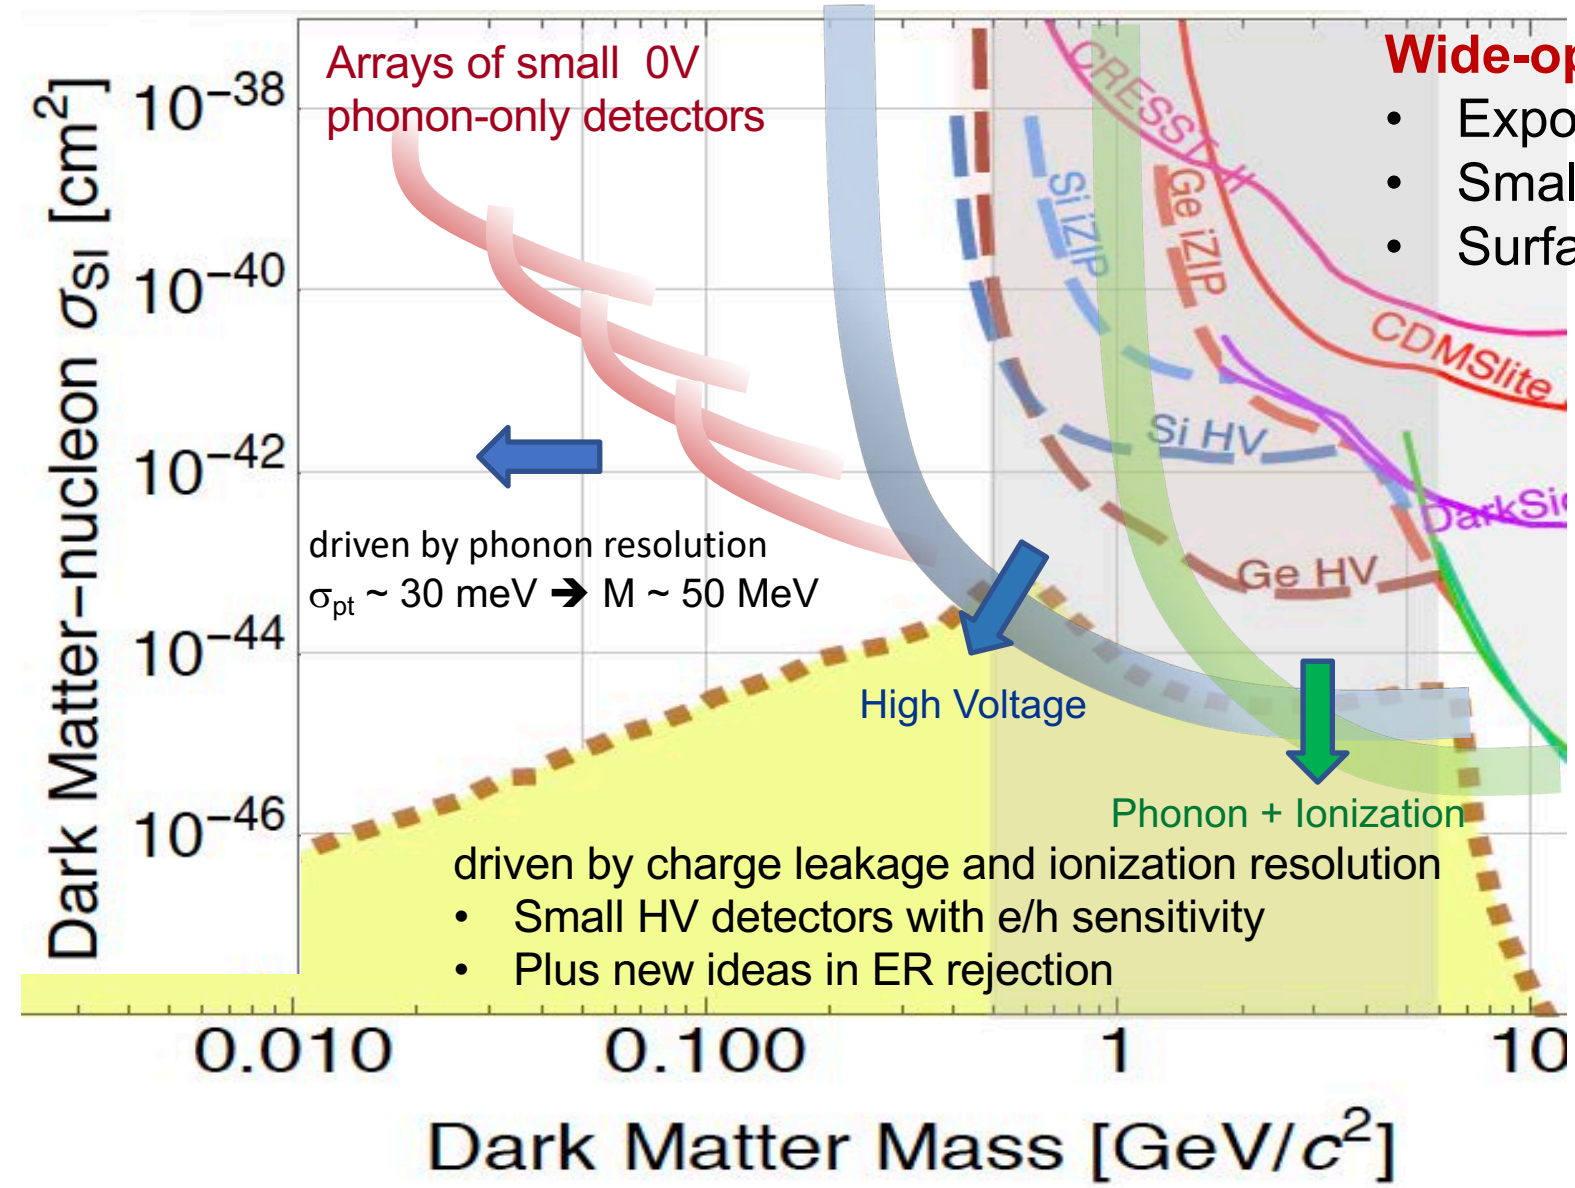 Arrays of small 0V
phonon-only detectors
Wide-op
• Expo
• Smal
• Surfa
CRESST II
Si iZIP
Ge iZIP
CDMSlite
Si HV
DarkSid
Ge HV
driven by phonon resolution
σpt ~ 30 meV ➔ M ~ 50 MeV
High Voltage
Phonon + Ionization
driven by charge leakage and ionization resolution
• Small HV detectors with e/h sensitivity
• Plus new ideas in ER rejection
Dark Matter–nucleon σSI [cm²]
10⁻³⁸
10⁻⁴⁰
10⁻⁴²
10⁻⁴⁴
10⁻⁴⁶
0.010 0.100 1 10
Dark Matter Mass [GeV/c²]